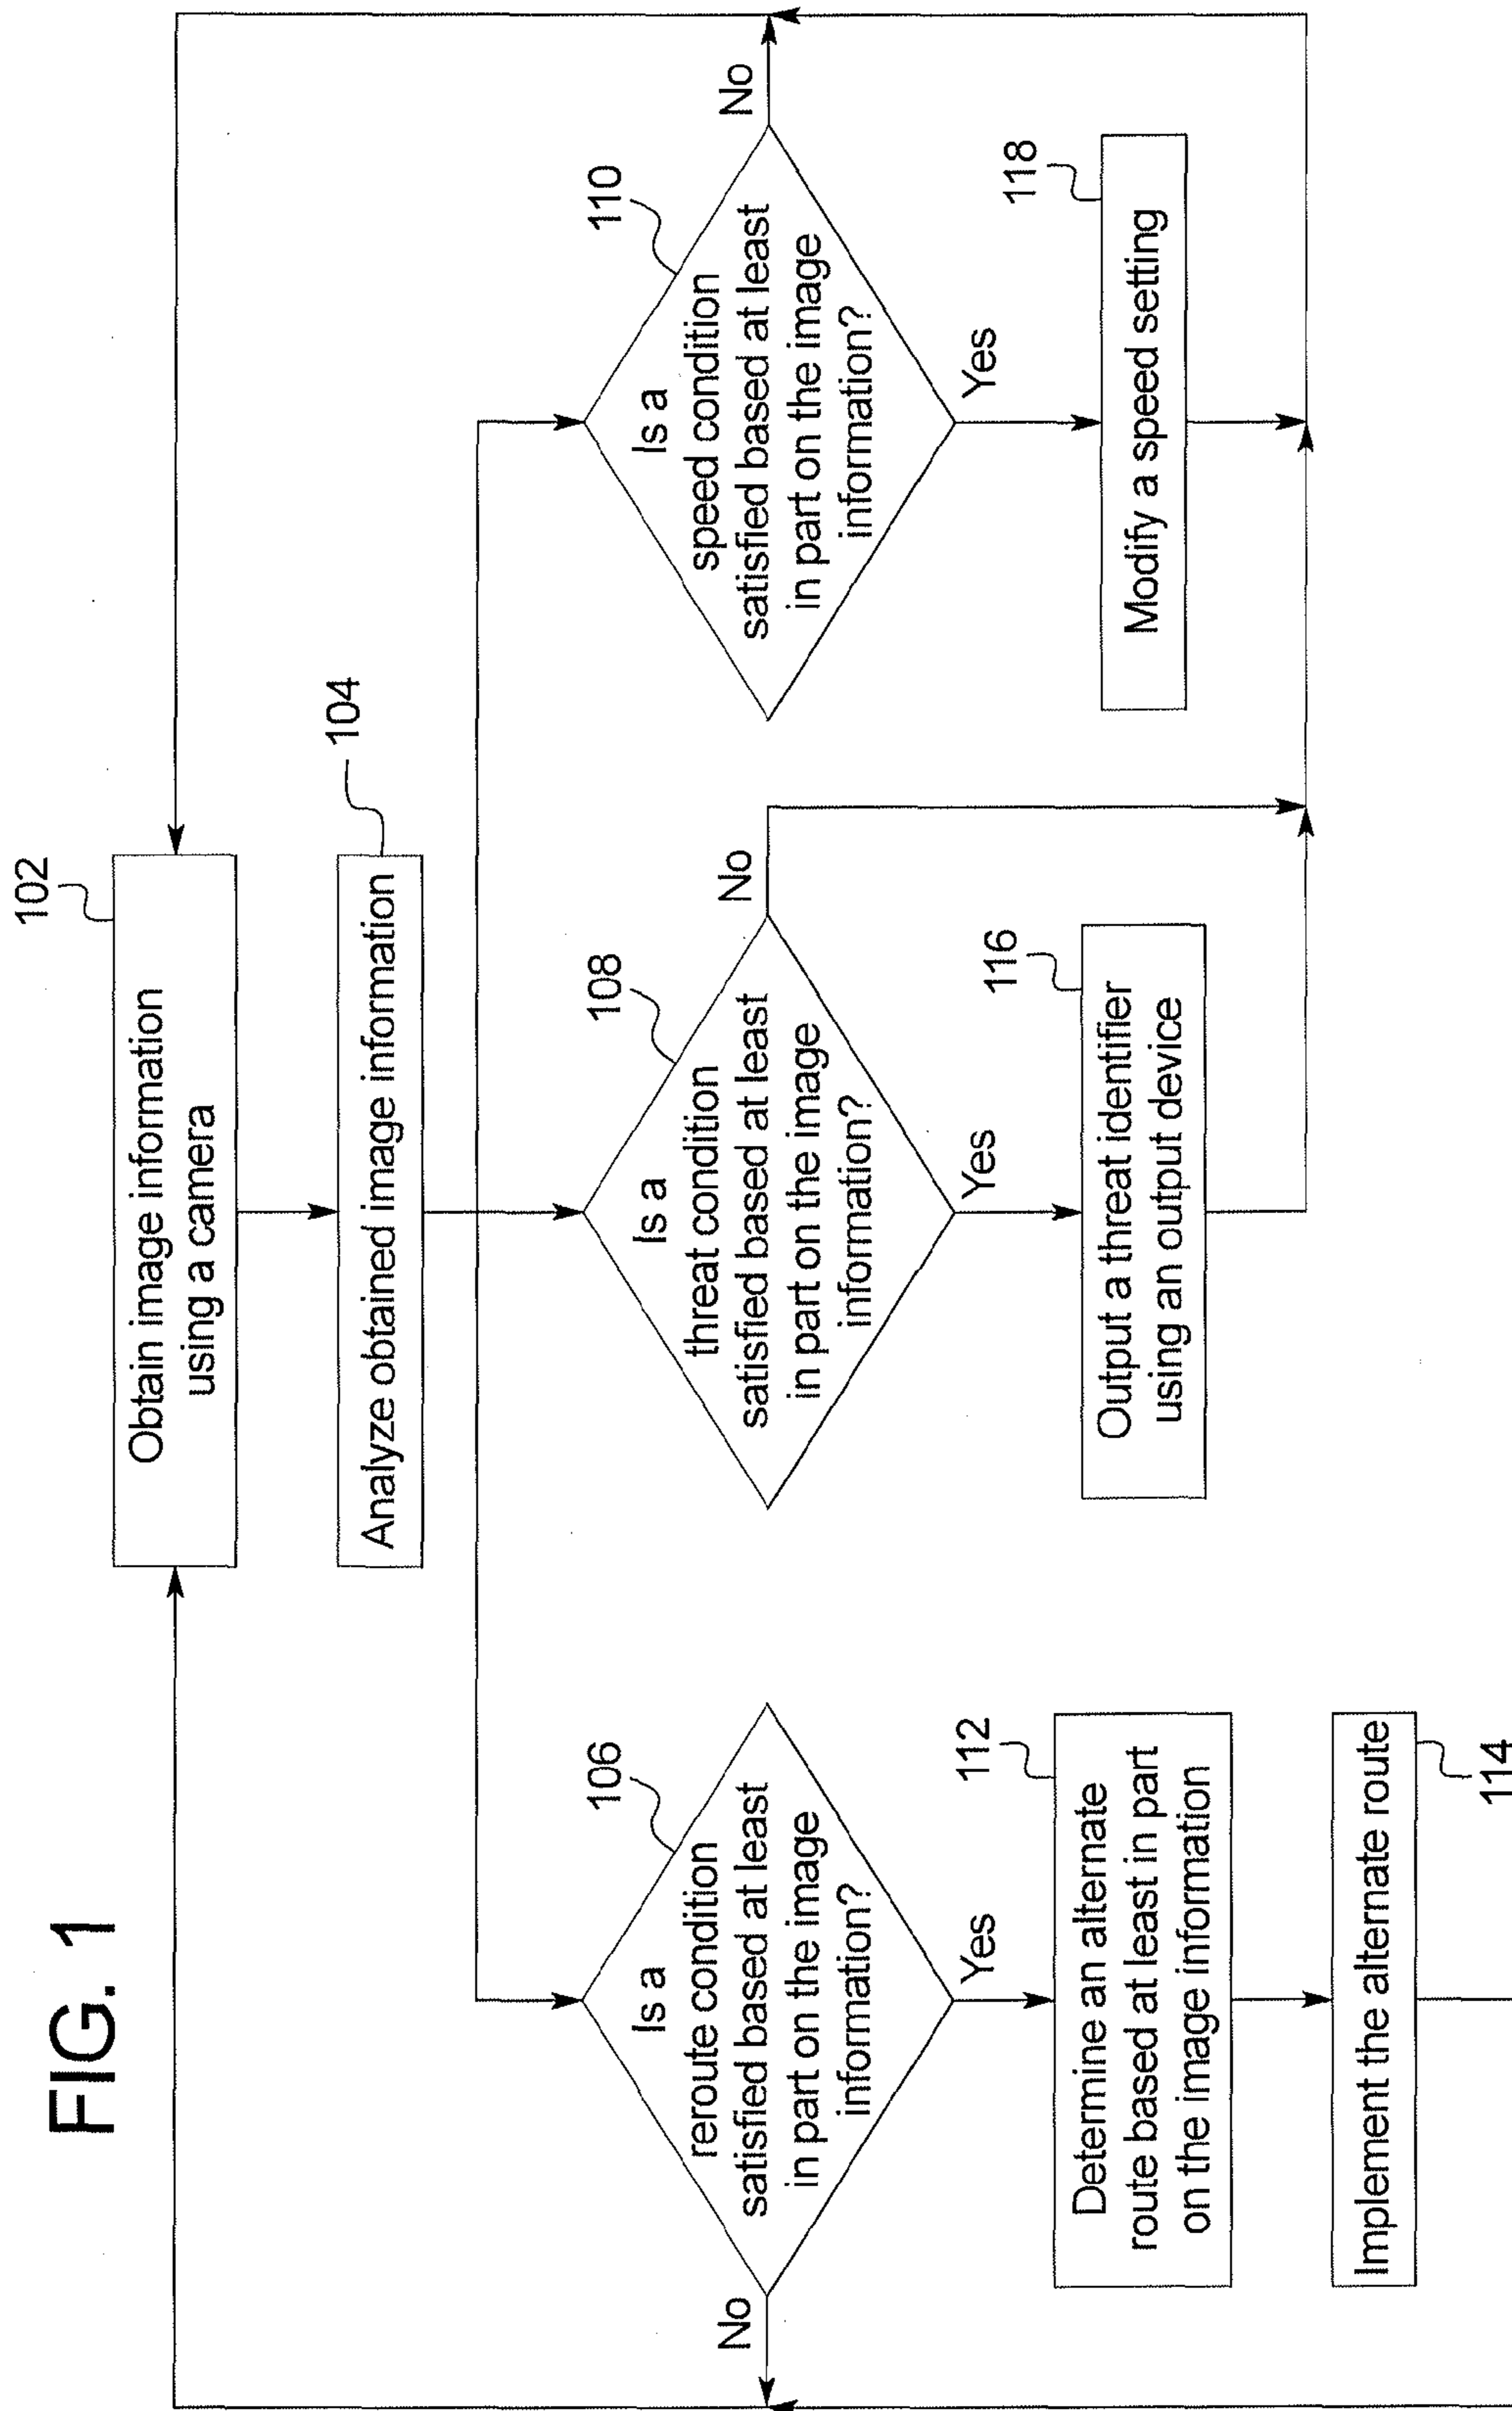 FIG. 1
102
Obtain image information
using a camera
104
Analyze obtained image information
106
Is a
reroute condition
satisfied based at least
in part on the image
information?
No
Yes
108
Is a
threat condition
satisfied based at least
in part on the image
information?
No
Yes
110
Is a
speed condition
satisfied based at least
in part on the image
information?
No
Yes
112
Determine an alternate
route based at least in part
on the image information
116
Output a threat identifier
using an output device
118
Modify a speed setting
Implement the alternate route
114